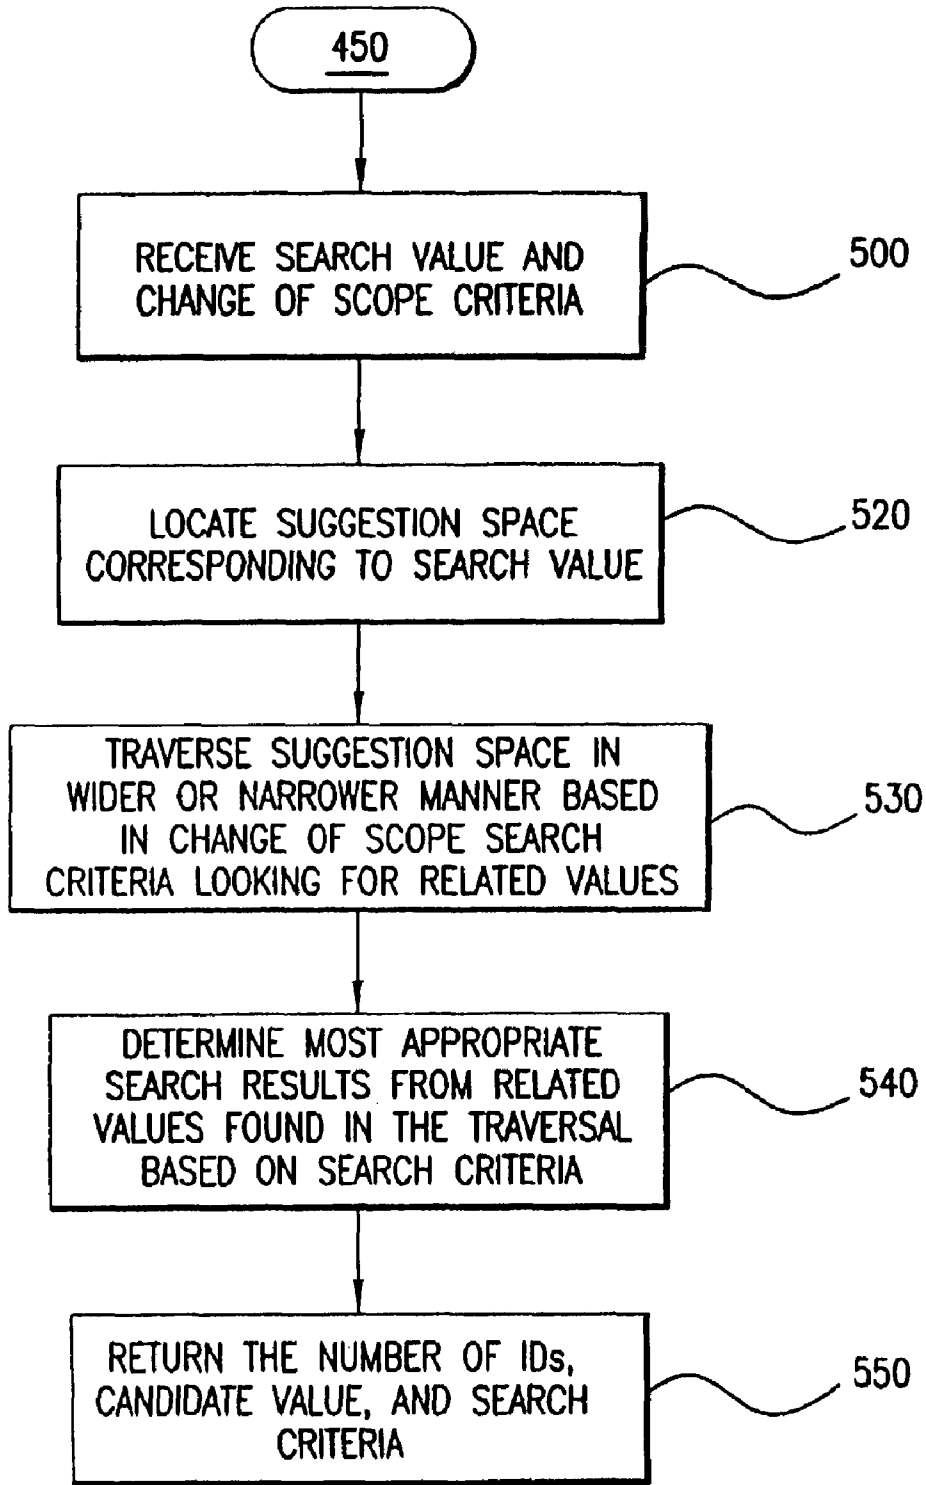 450
RECEIVE SEARCH VALUE AND
CHANGE OF SCOPE CRITERIA
500
LOCATE SUGGESTION SPACE
CORRESPONDING TO SEARCH VALUE
520
TRAVERSE SUGGESTION SPACE IN
WIDER OR NARROWER MANNER BASED
IN CHANGE OF SCOPE SEARCH
CRITERIA LOOKING FOR RELATED VALUES
530
DETERMINE MOST APPROPRIATE
SEARCH RESULTS FROM RELATED
VALUES FOUND IN THE TRAVERSAL
BASED ON SEARCH CRITERIA
540
RETURN THE NUMBER OF IDs,
CANDIDATE VALUE, AND SEARCH
CRITERIA
550